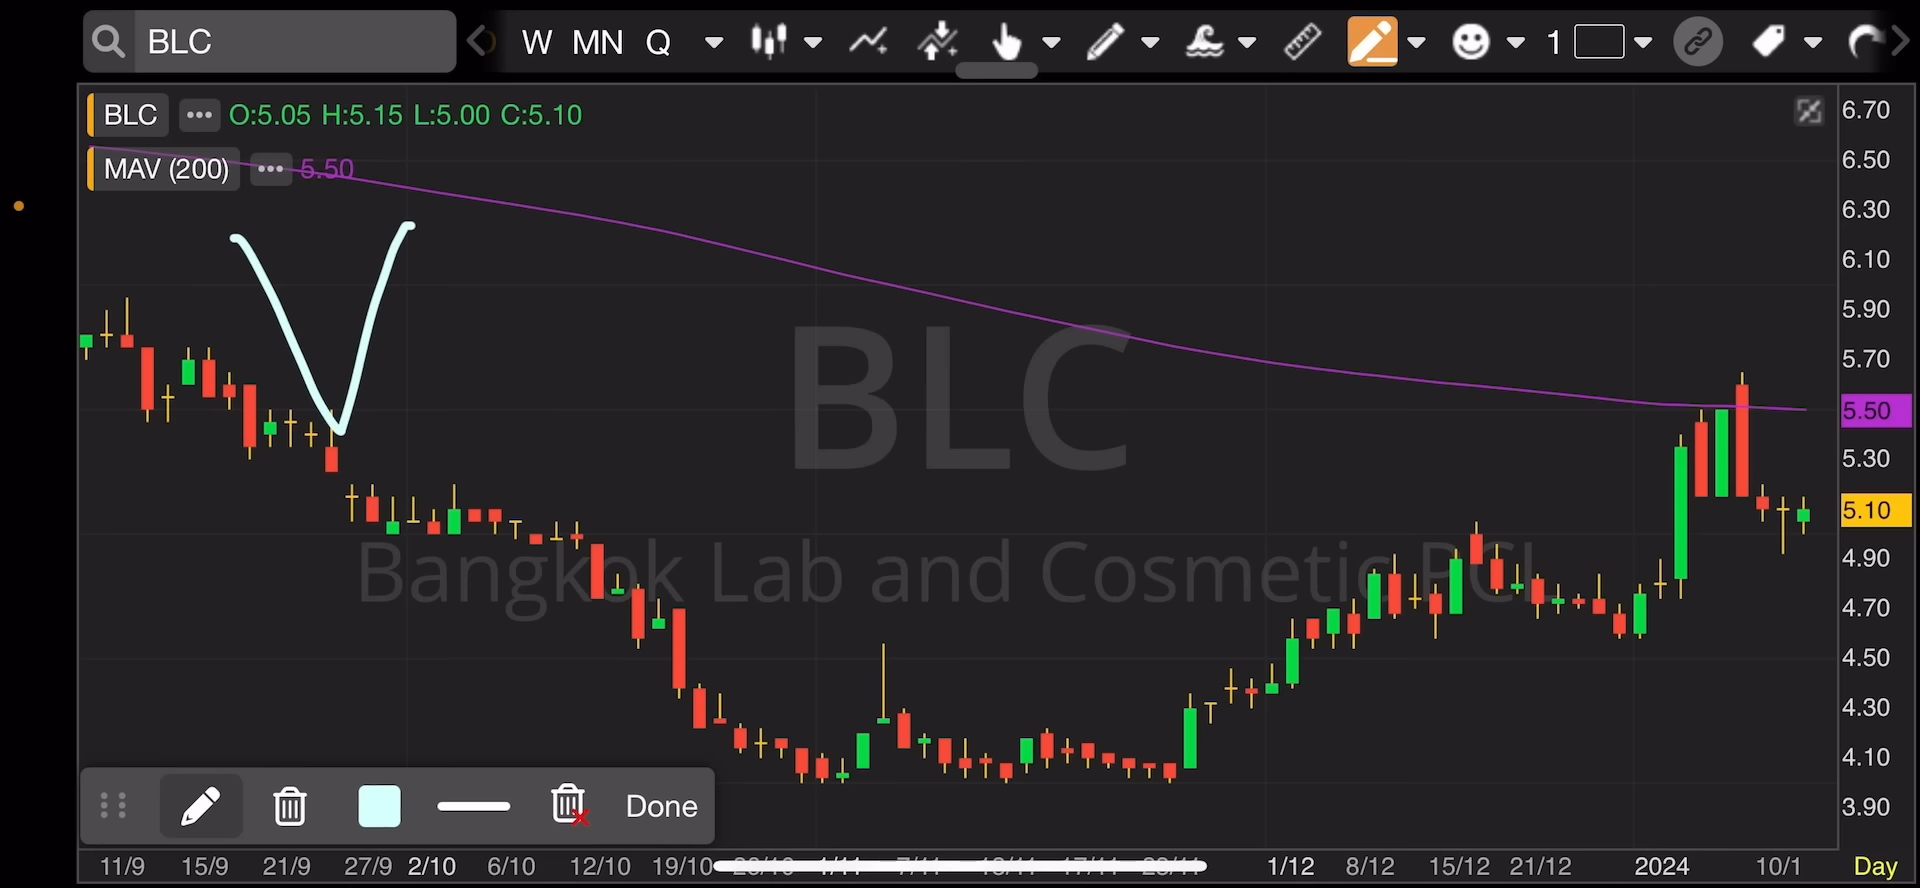 BLC W MN Q 1
BLC ••• O:5.05 H:5.15 L:5.00 C:5.10
MAV (200) ••• 5.50
BLC
Bangkok Lab and Cosmetic PCL
6.70
6.50
6.30
6.10
5.90
5.70
5.50
5.30
5.10
4.90
4.70
4.50
4.30
4.10
3.90
Done
11/9 15/9 21/9 27/9 2/10 6/10 12/10 19/10 1/12 8/12 15/12 21/12 2024 10/1 Day